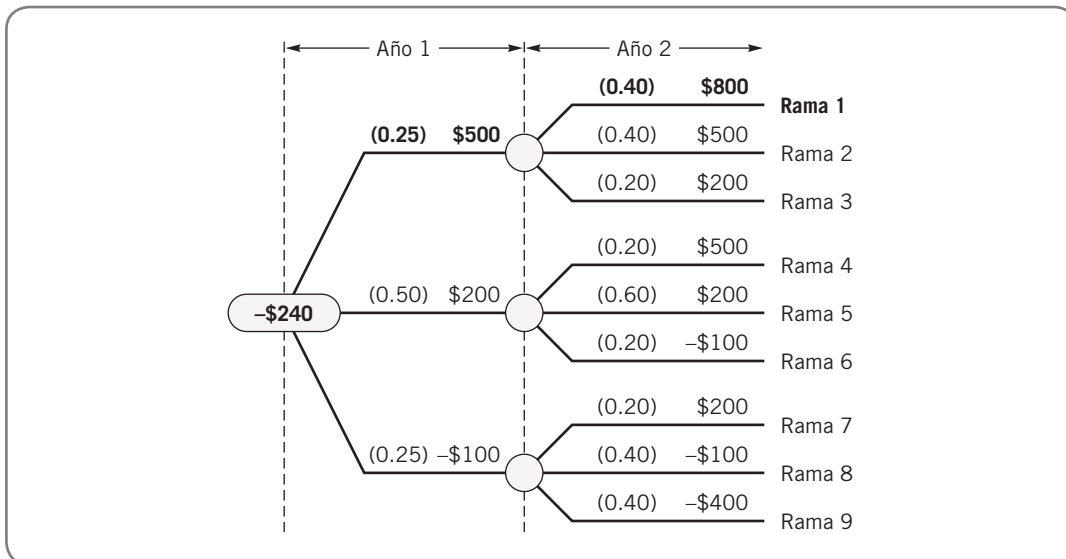 Año 1 Año 2
(0.40) $800 Rama 1
(0.25) $500 (0.40) $500 Rama 2
(0.20) $200 Rama 3
(0.20) $500 Rama 4
–$240 (0.50) $200 (0.60) $200 Rama 5
(0.20) –$100 Rama 6
(0.20) $200 Rama 7
(0.25) –$100 (0.40) –$100 Rama 8
(0.40) –$400 Rama 9